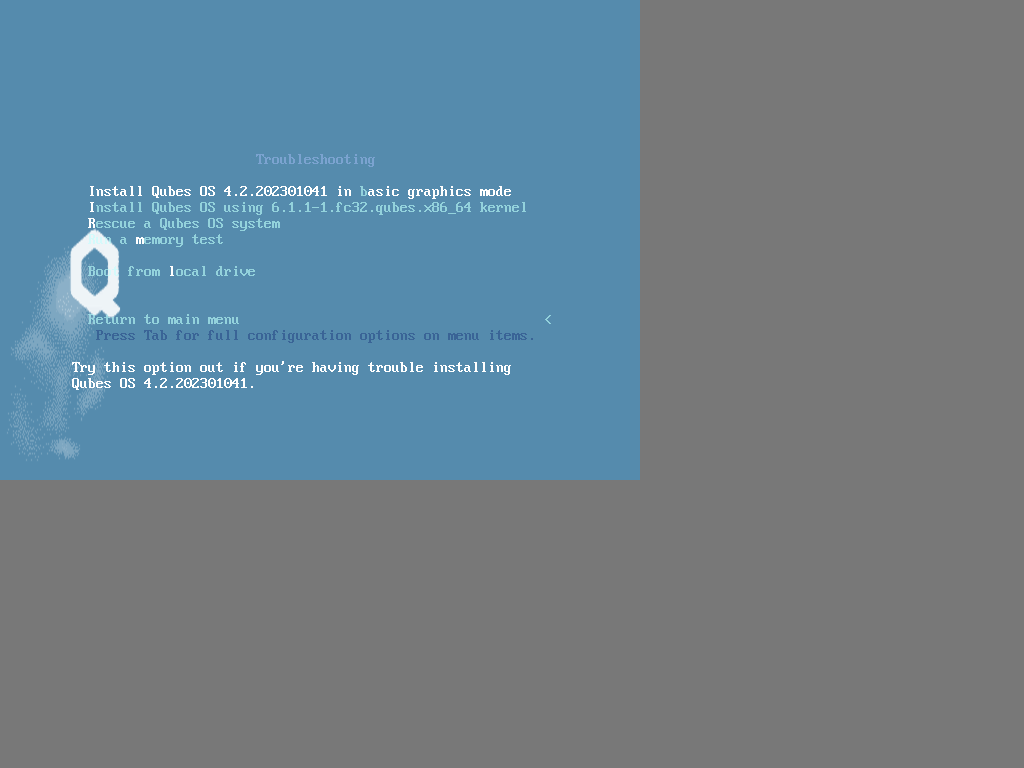 Troubleshooting
Install Qubes OS 4.2.202301041 in basic graphics mode
Install Qubes OS using 6.1.1-1.fc32.qubes.x86_64 kernel
Rescue a Qubes OS system
a memory test
Boot from local drive
Return to main menu <
Press Tab for full configuration options on menu items.
Try this option out if you're having trouble installing
Qubes OS 4.2.202301041.